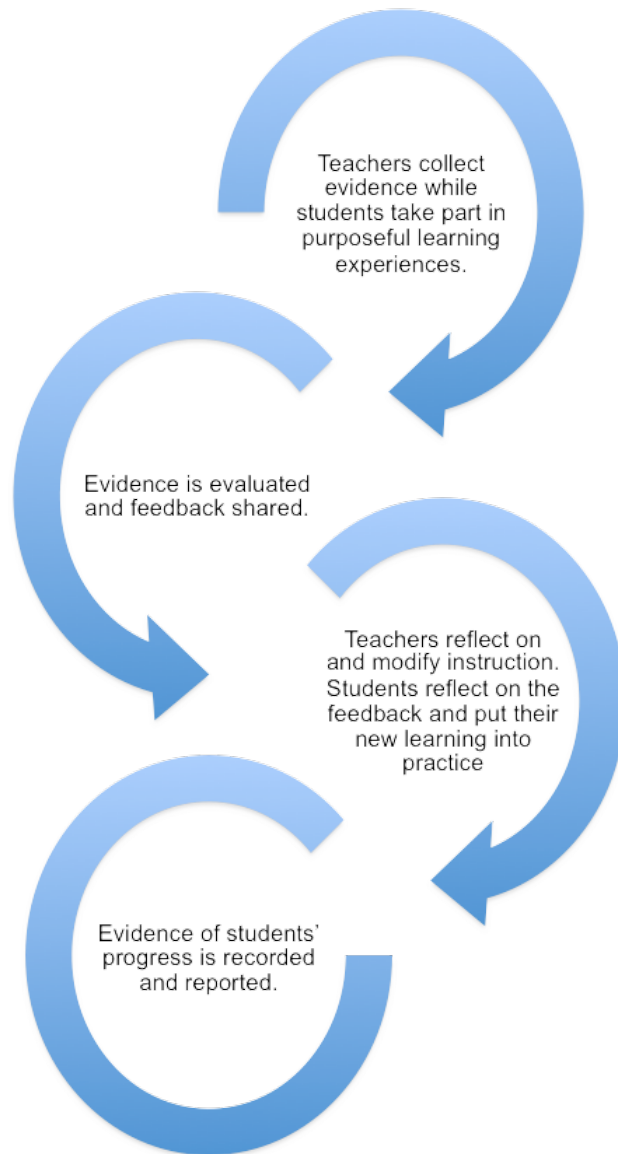 Teachers collect
evidence while
students take part in
purposeful learning
experiences.
Evidence is evaluated
and feedback shared.
Teachers reflect on
and modify instruction.
Students reflect on the
feedback and put their
new learning into
practice
Evidence of students’
progress is recorded
and reported.